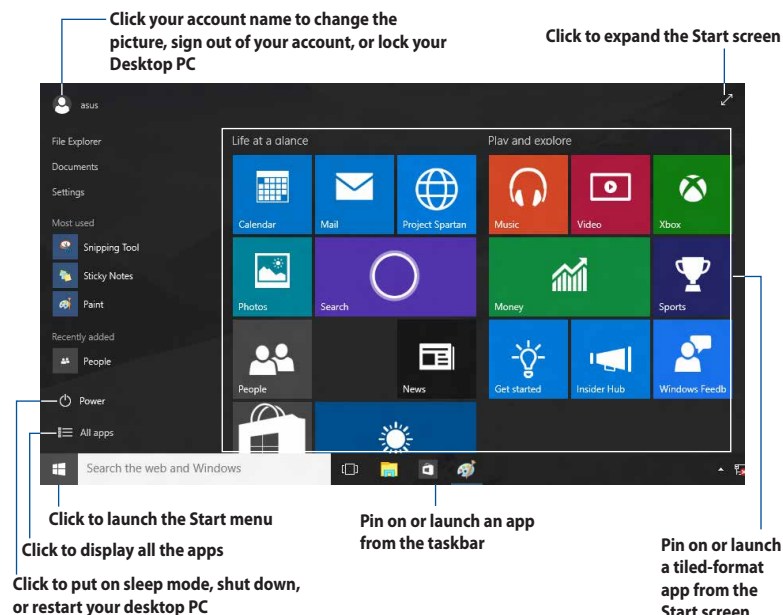 Click your account name to change the
picture, sign out of your account, or lock your
Desktop PC
Click to expand the Start screen
asus
File Explorer
Documents
Settings
Most used
Snipping Tool
Sticky Notes
Paint
Recently added
People
Power
All apps
Life at a glance
Play and explore
Calendar
Mail
Project Spartan
Music
Video
Xbox
Photos
Search
Money
Sports
People
News
Get started
Insider Hub
Windows Feedb
Search the web and Windows
Click to launch the Start menu
Click to display all the apps
Click to put on sleep mode, shut down,
or restart your desktop PC
Pin on or launch an app
from the taskbar
Pin on or launch
a tiled-format
app from the
Start screen